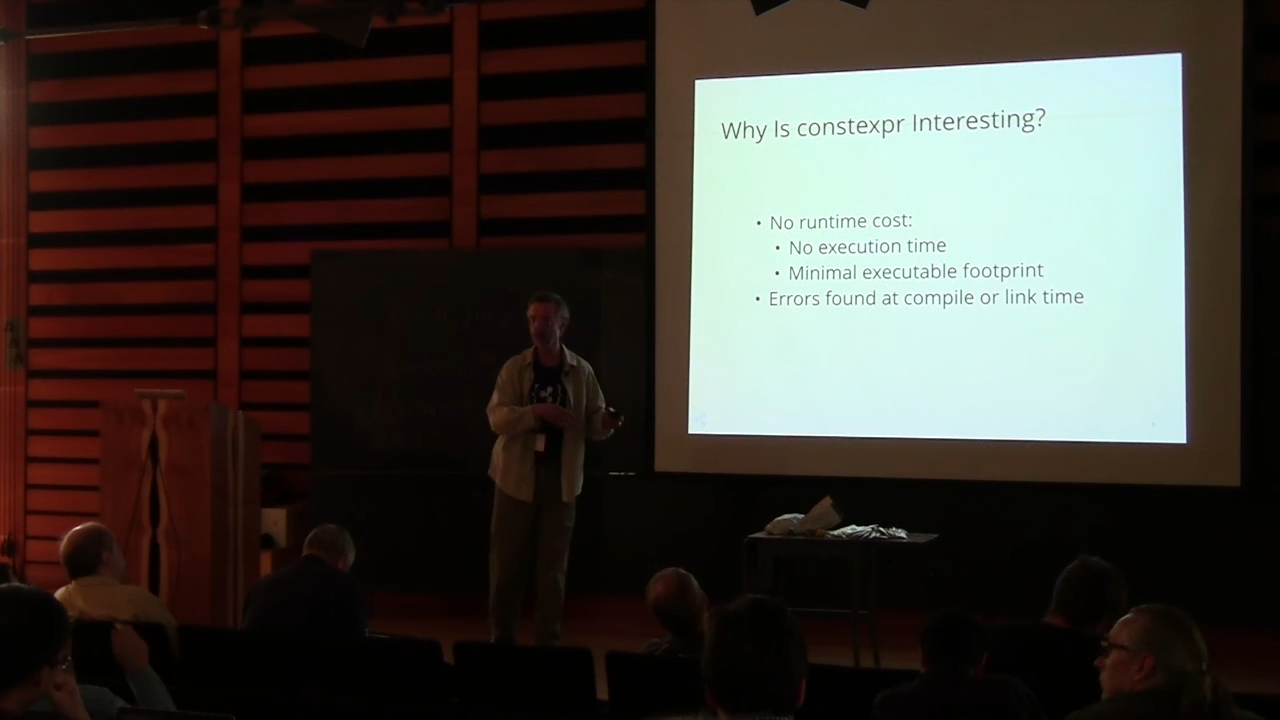 Why Is constexpr Interesting?
• No runtime cost:
• No execution time
• Minimal executable footprint
• Errors found at compile or link time